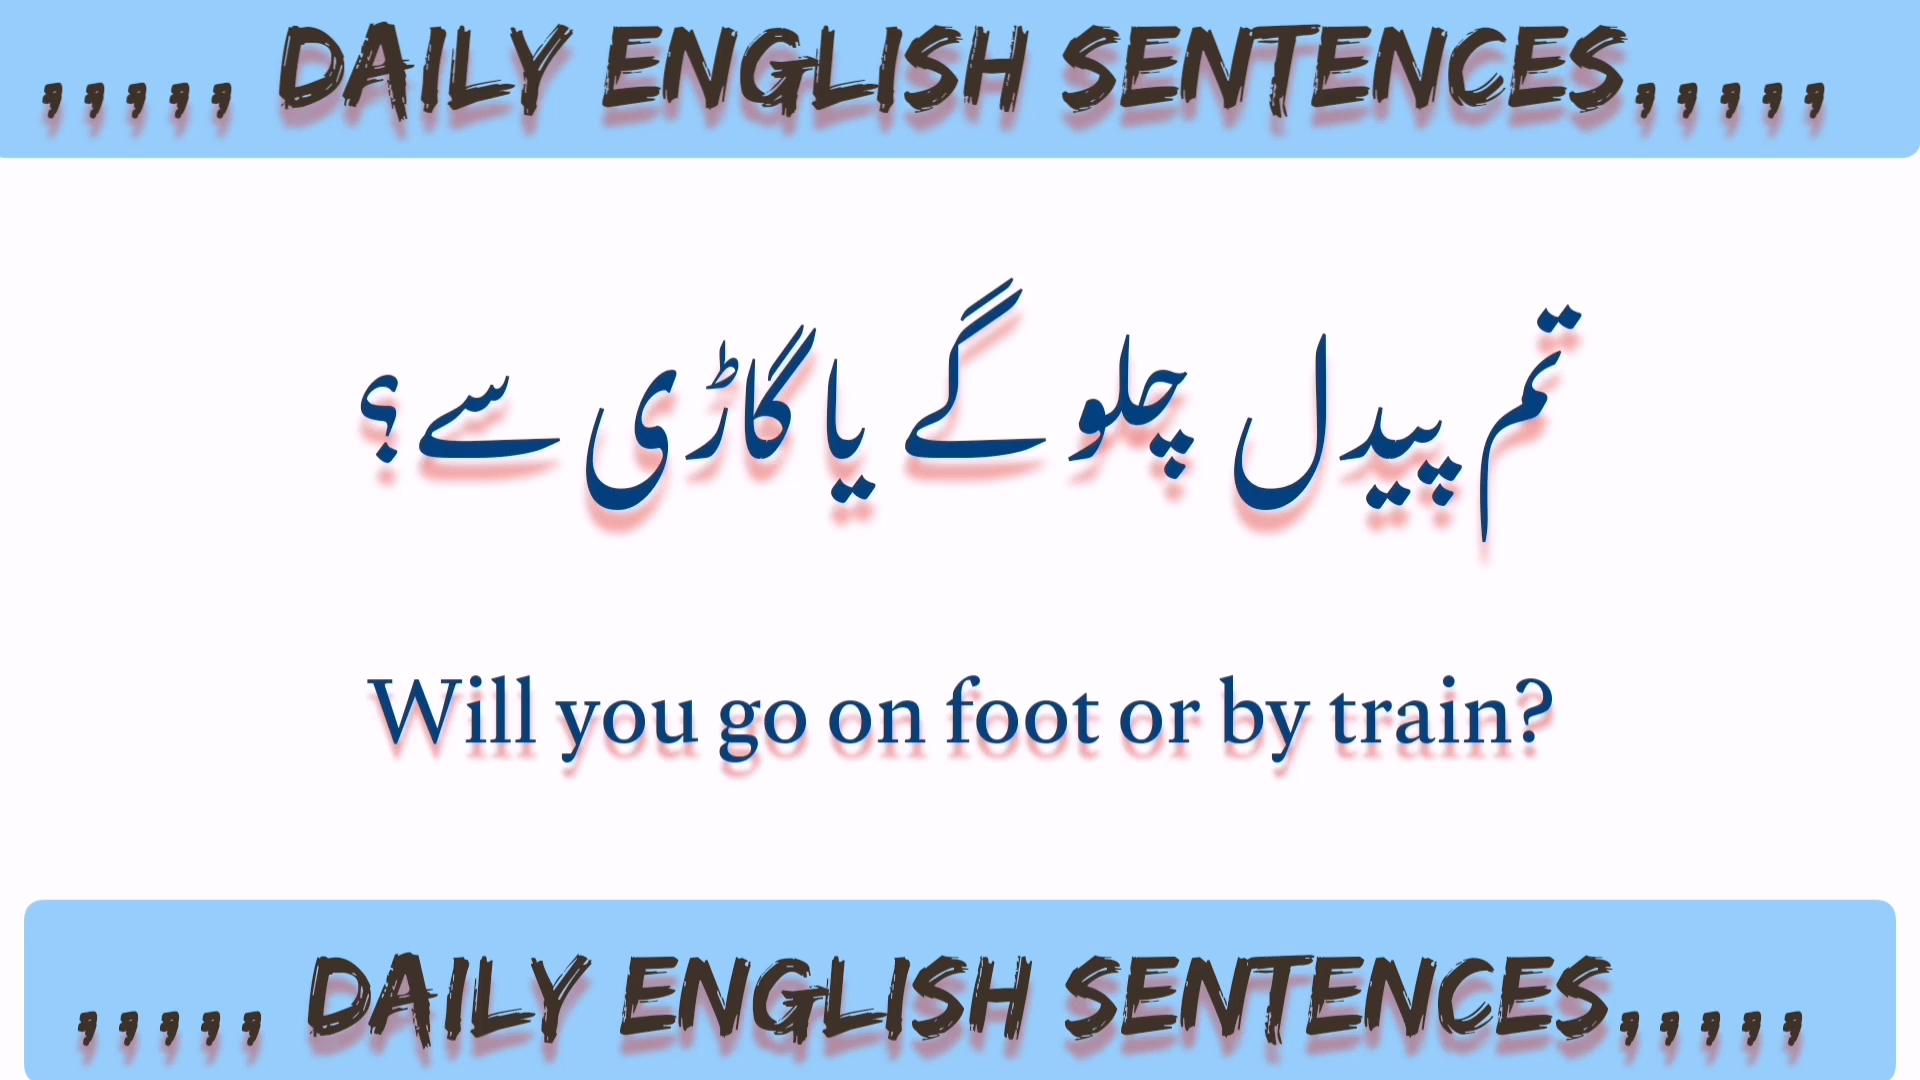 ,,,,, DAILY ENGLISH SENTENCES,,,,,
تم پیدل چلو گے یا گاڑی سے؟
Will you go on foot or by train?
,,,,, DAILY ENGLISH SENTENCES,,,,,